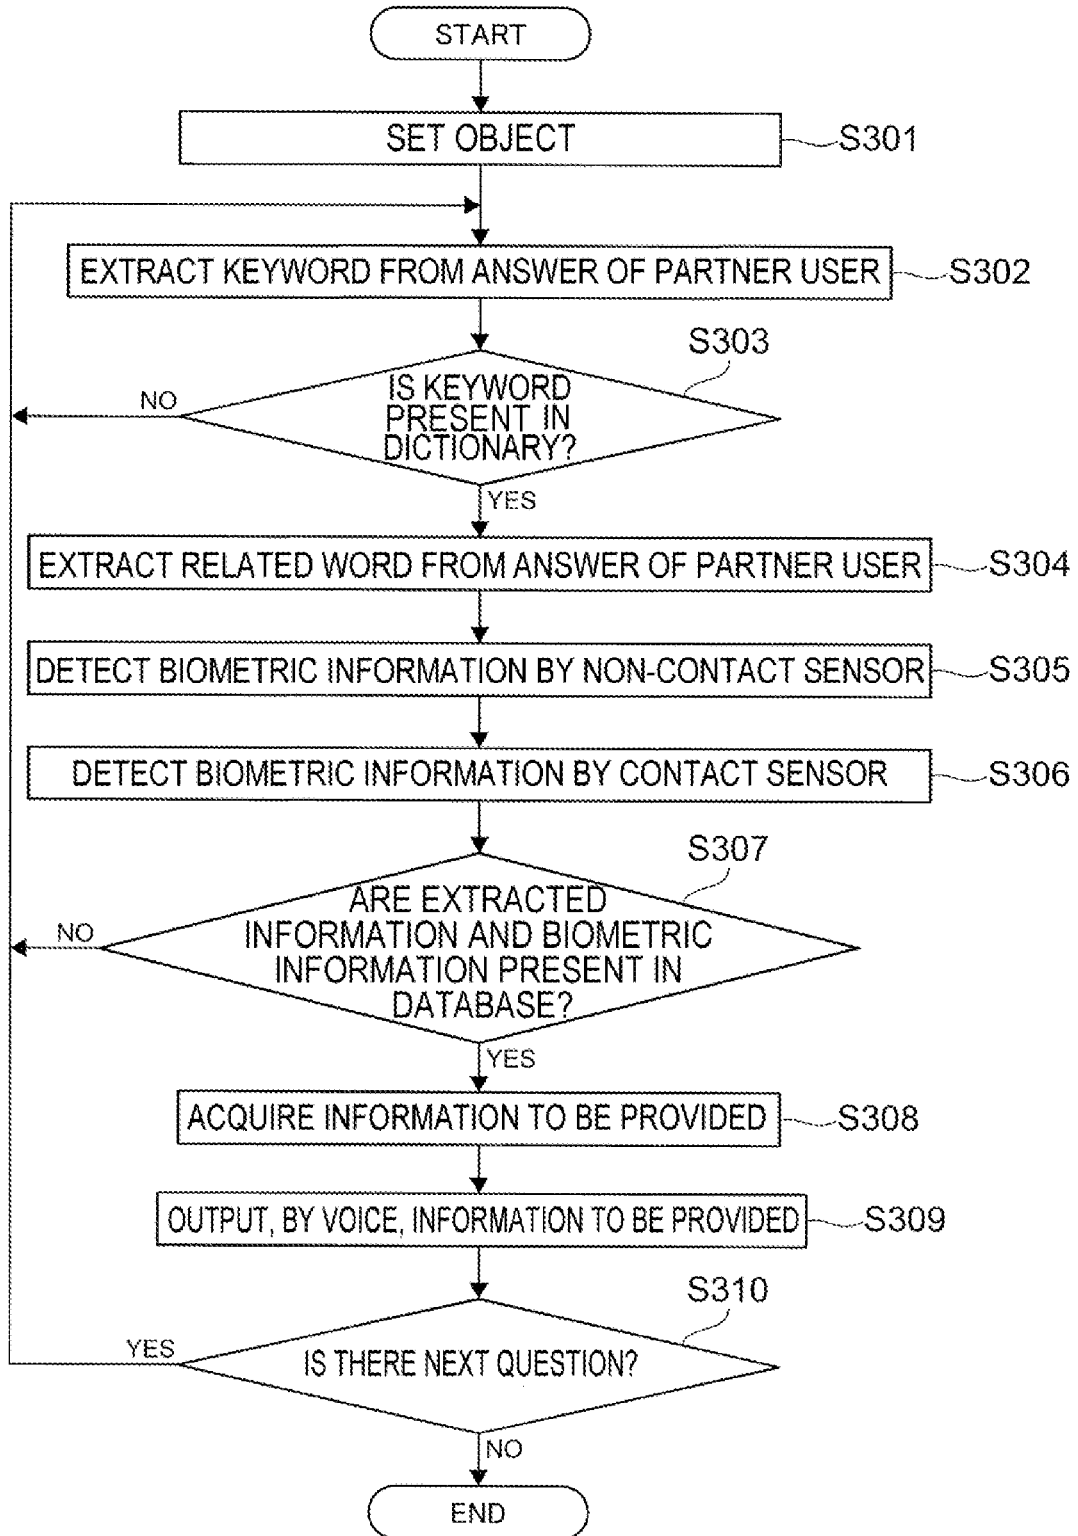 START
SET OBJECT
S301
EXTRACT KEYWORD FROM ANSWER OF PARTNER USER
S302
S303
IS KEYWORD
PRESENT IN
DICTIONARY?
NO
YES
EXTRACT RELATED WORD FROM ANSWER OF PARTNER USER
S304
DETECT BIOMETRIC INFORMATION BY NON-CONTACT SENSOR
S305
DETECT BIOMETRIC INFORMATION BY CONTACT SENSOR
S306
S307
ARE EXTRACTED
INFORMATION AND BIOMETRIC
INFORMATION PRESENT IN
DATABASE?
NO
YES
ACQUIRE INFORMATION TO BE PROVIDED
S308
OUTPUT, BY VOICE, INFORMATION TO BE PROVIDED
S309
S310
YES
IS THERE NEXT QUESTION?
NO
END